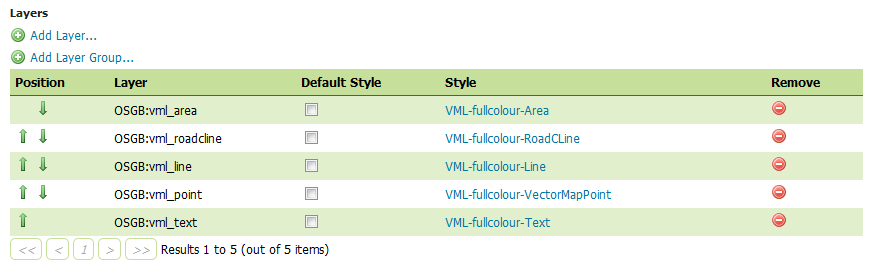 Layers
Add Layer...
Add Layer Group...
Position Layer Default Style Style Remove
OSGB:vml_area VML-fullcolour-Area
OSGB:vml_roadcline VML-fullcolour-RoadCLine
OSGB:vml_line VML-fullcolour-Line
OSGB:vml_point VML-fullcolour-VectorMapPoint
OSGB:vml_text VML-fullcolour-Text
<< < 1 > >> Results 1 to 5 (out of 5 items)